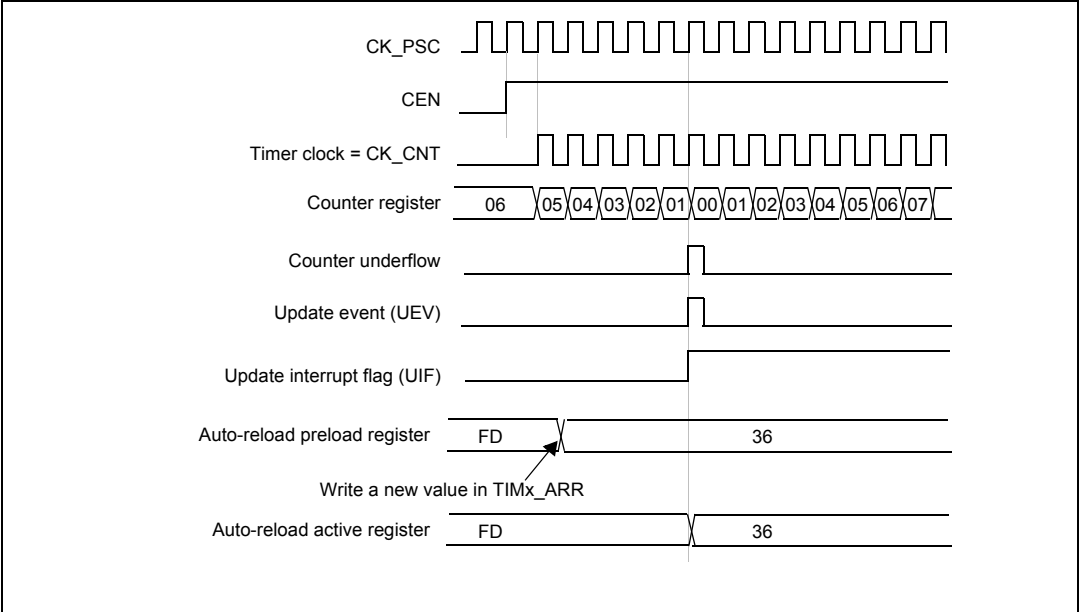 CK_PSC
CEN
Timer clock = CK_CNT
Counter register 06 05 04 03 02 01 00 01 02 03 04 05 06 07
Counter underflow
Update event (UEV)
Update interrupt flag (UIF)
Auto-reload preload register FD 36
Write a new value in TIMx_ARR
Auto-reload active register FD 36